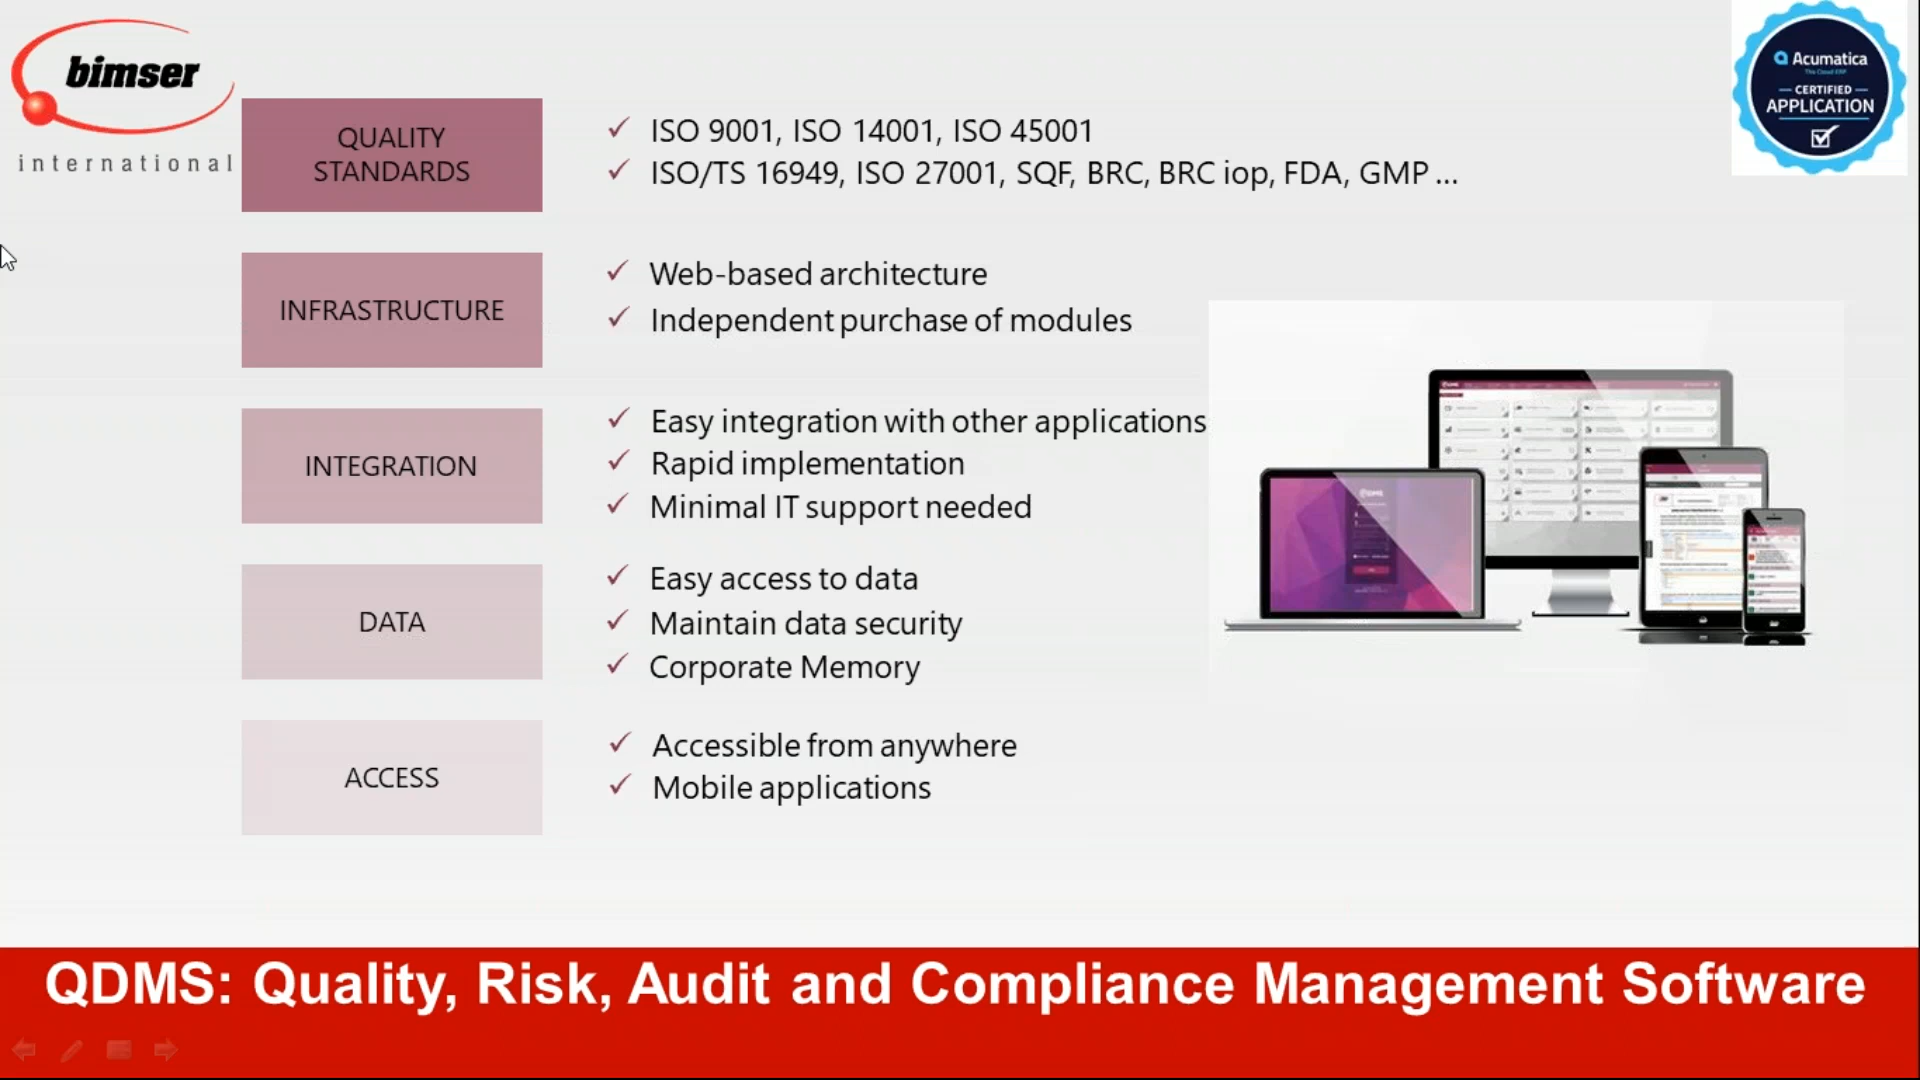 bimser
international
Acumatica
The Cloud ERP
CERTIFIED
APPLICATION
QUALITY
STANDARDS
ISO 9001, ISO 14001, ISO 45001
ISO/TS 16949, ISO 27001, SQF, BRC, BRC iop, FDA, GMP ...
INFRASTRUCTURE
Web-based architecture
Independent purchase of modules
INTEGRATION
Easy integration with other applications
Rapid implementation
Minimal IT support needed
DATA
Easy access to data
Maintain data security
Corporate Memory
ACCESS
Accessible from anywhere
Mobile applications
QDMS: Quality, Risk, Audit and Compliance Management Software